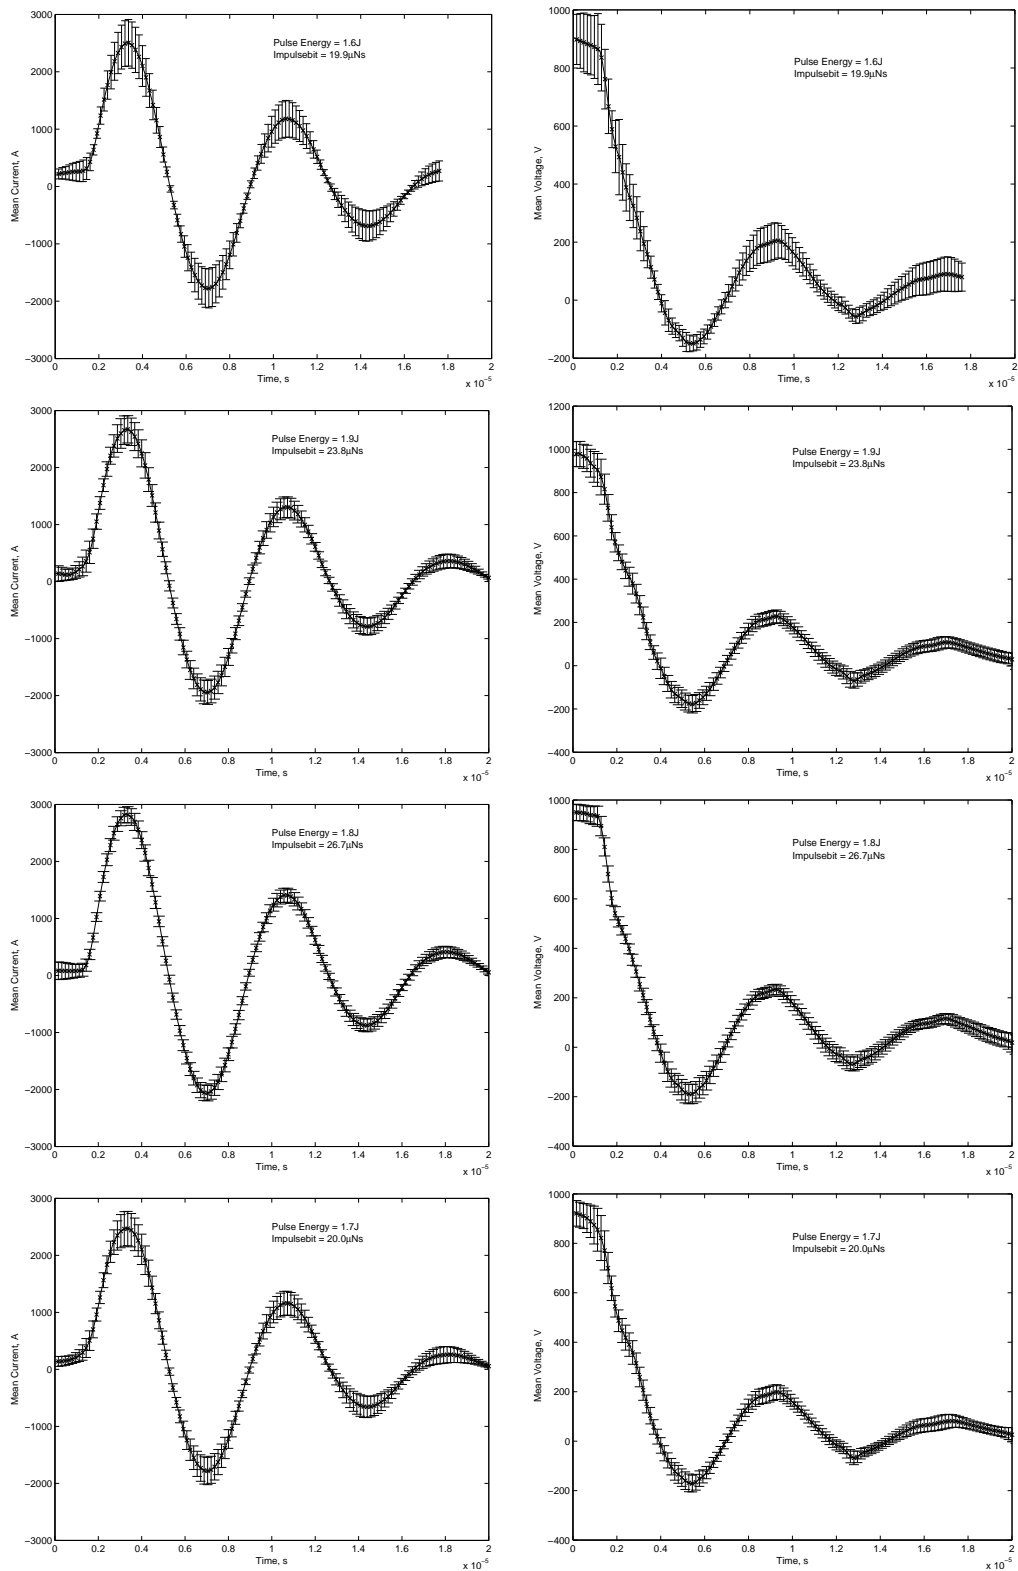 3000
2000
1000
0
−1000
−2000
−3000
Mean Current, A
Pulse Energy = 1.6J
Impulsebit = 19.9μNs
0 0.2 0.4 0.6 0.8 1 1.2 1.4 1.6 1.8 2
Time, s
x 10⁻⁵
1000
800
600
400
200
0
−200
Mean Voltage, V
Pulse Energy = 1.6J
Impulsebit = 19.9μNs
0 0.2 0.4 0.6 0.8 1 1.2 1.4 1.6 1.8 2
Time, s
x 10⁻⁵
3000
2000
1000
0
−1000
−2000
−3000
Mean Current, A
Pulse Energy = 1.9J
Impulsebit = 23.8μNs
0 0.2 0.4 0.6 0.8 1 1.2 1.4 1.6 1.8 2
Time, s
x 10⁻⁵
1200
1000
800
600
400
200
0
−200
−400
Mean Voltage, V
Pulse Energy = 1.9J
Impulsebit = 23.8μNs
0 0.2 0.4 0.6 0.8 1 1.2 1.4 1.6 1.8 2
Time, s
x 10⁻⁵
3000
2000
1000
0
−1000
−2000
−3000
Mean Current, A
Pulse Energy = 1.8J
Impulsebit = 26.7μNs
0 0.2 0.4 0.6 0.8 1 1.2 1.4 1.6 1.8 2
Time, s
x 10⁻⁵
1000
800
600
400
200
0
−200
−400
Mean Voltage, V
Pulse Energy = 1.8J
Impulsebit = 26.7μNs
0 0.2 0.4 0.6 0.8 1 1.2 1.4 1.6 1.8 2
Time, s
x 10⁻⁵
3000
2000
1000
0
−1000
−2000
−3000
Mean Current, A
Pulse Energy = 1.7J
Impulsebit = 20.0μNs
0 0.2 0.4 0.6 0.8 1 1.2 1.4 1.6 1.8 2
Time, s
x 10⁻⁵
1000
800
600
400
200
0
−200
−400
Mean Voltage, V
Pulse Energy = 1.7J
Impulsebit = 20.0μNs
0 0.2 0.4 0.6 0.8 1 1.2 1.4 1.6 1.8 2
Time, s
x 10⁻⁵